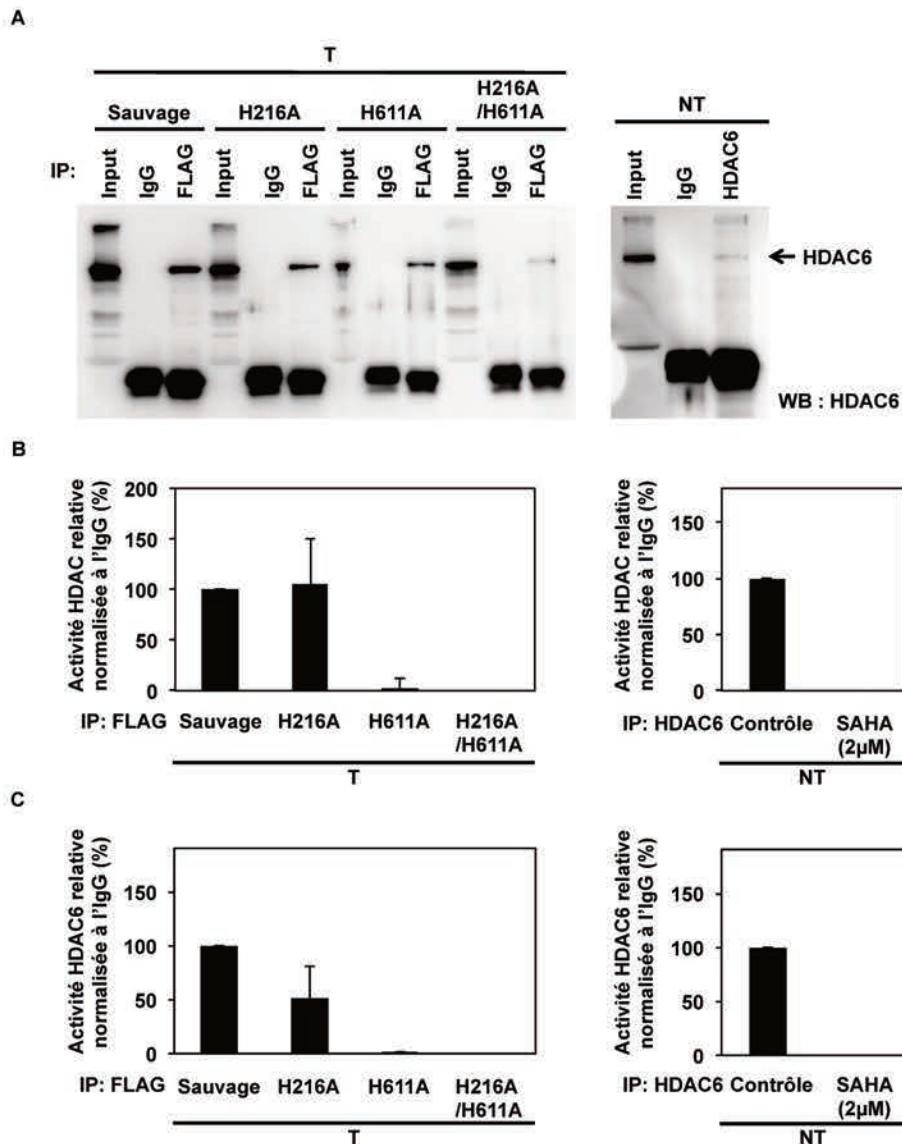 A
T
Sauvage H216A H611A H216A
/H611A
NT
IP: Input IgG FLAG Input IgG FLAG Input IgG FLAG Input IgG FLAG
Input IgG HDAC6
HDAC6
WB : HDAC6
B
Activité HDAC relative
normalisée à l'IgG (%)
200
150
100
50
0
IP: FLAG Sauvage H216A H611A H216A
/H611A
T
Activité HDAC relative
normalisée à l'IgG (%)
150
100
50
0
IP: HDAC6 Contrôle SAHA
(2µM)
NT
C
Activité HDAC6 relative
normalisée à l'IgG (%)
150
100
50
0
IP: FLAG Sauvage H216A H611A H216A
/H611A
T
Activité HDAC6 relative
normalisée à l'IgG (%)
150
100
50
0
IP: HDAC6 Contrôle SAHA
(2µM)
NT